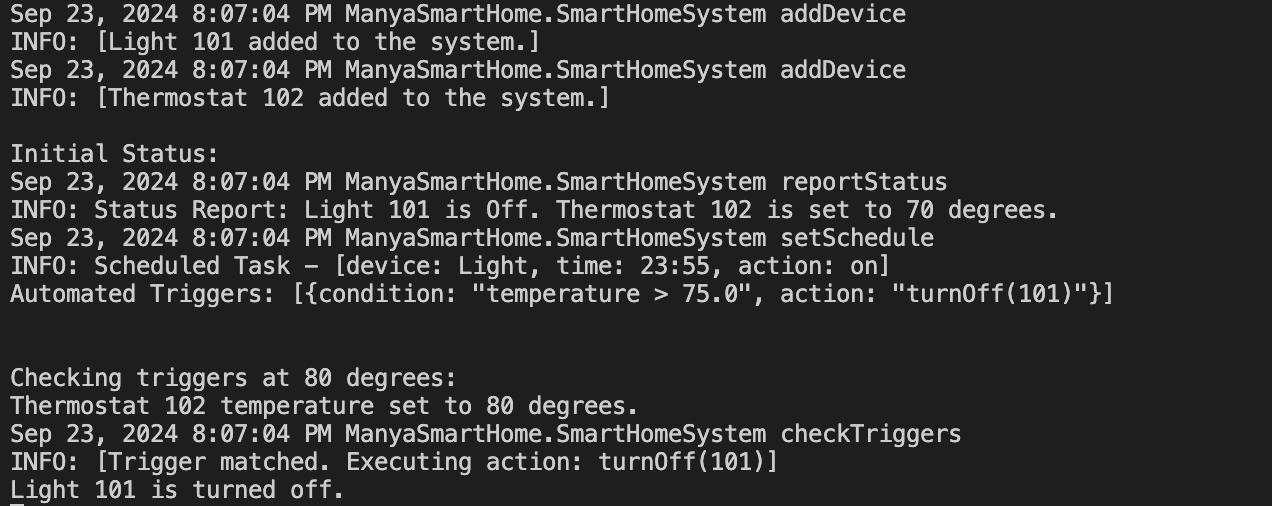 Sep 23, 2024 8:07:04 PM ManyaSmartHome.SmartHomeSystem addDevice
INFO: [Light 101 added to the system.]
Sep 23, 2024 8:07:04 PM ManyaSmartHome.SmartHomeSystem addDevice
INFO: [Thermostat 102 added to the system.]
Initial Status:
Sep 23, 2024 8:07:04 PM ManyaSmartHome.SmartHomeSystem reportStatus
INFO: Status Report: Light 101 is Off. Thermostat 102 is set to 70 degrees.
Sep 23, 2024 8:07:04 PM ManyaSmartHome.SmartHomeSystem setSchedule
INFO: Scheduled Task – [device: Light, time: 23:55, action: on]
Automated Triggers: [{condition: "temperature > 75.0", action: "turnOff(101)"}]
Checking triggers at 80 degrees:
Thermostat 102 temperature set to 80 degrees.
Sep 23, 2024 8:07:04 PM ManyaSmartHome.SmartHomeSystem checkTriggers
INFO: [Trigger matched. Executing action: turnOff(101)]
Light 101 is turned off.